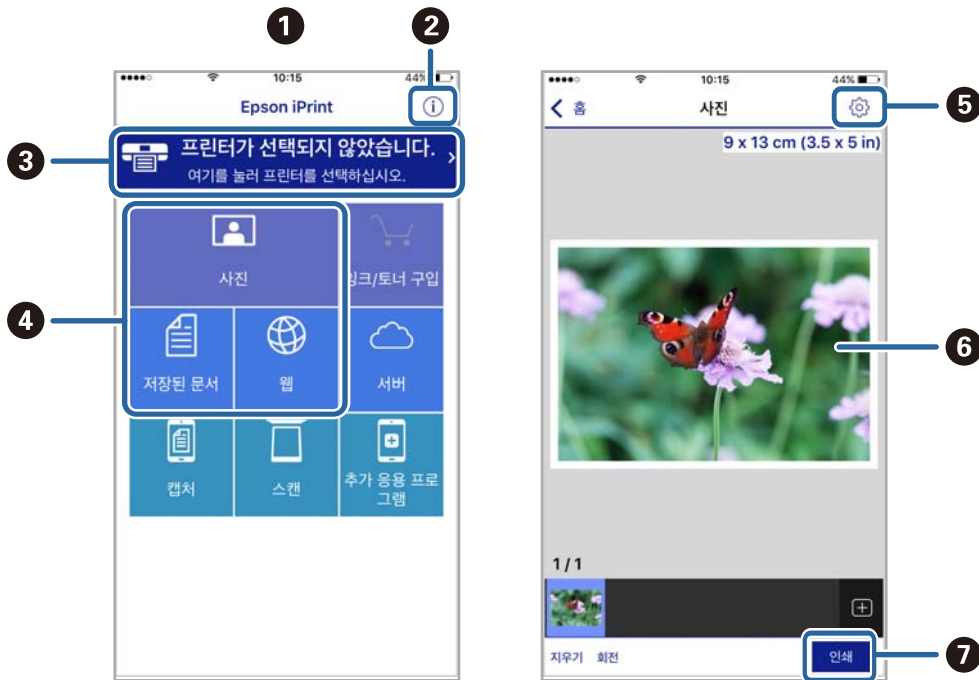 1
2
10:15
44%
Epson iPrint
3
프린터가 선택되지 않았습니다.
여기를 눌러 프린터를 선택하십시오.
4
사진
잉크/토너 구입
저장된 문서
웹
서버
캡처
스캔
추가 응용 프로
그램
10:15
44%
홈
사진
5
9 x 13 cm (3.5 x 5 in)
6
1 / 1
지우기
회전
인쇄
7